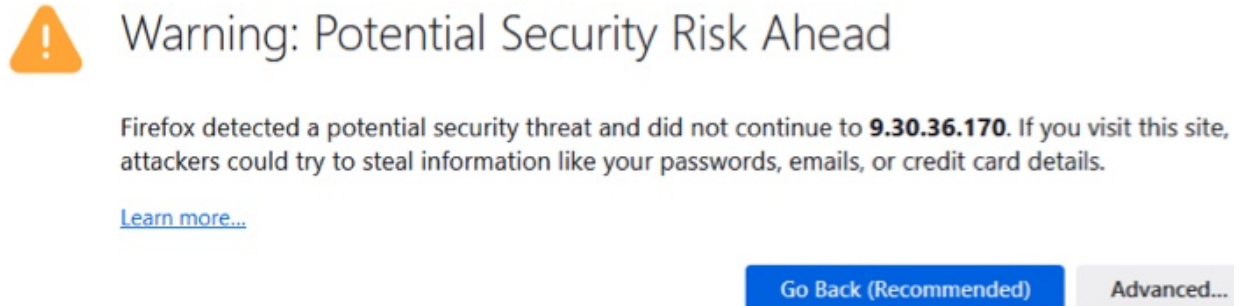 Warning: Potential Security Risk Ahead
Firefox detected a potential security threat and did not continue to 9.30.36.170. If you visit this site,
attackers could try to steal information like your passwords, emails, or credit card details.
Learn more...
Go Back (Recommended)
Advanced...